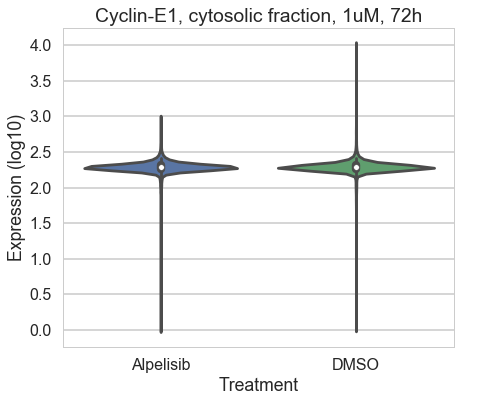 Cyclin-E1, cytosolic fraction, 1uM, 72h
Expression (log10)
4.0
3.5
3.0
2.5
2.0
1.5
1.0
0.5
0.0
Alpelisib
DMSO
Treatment